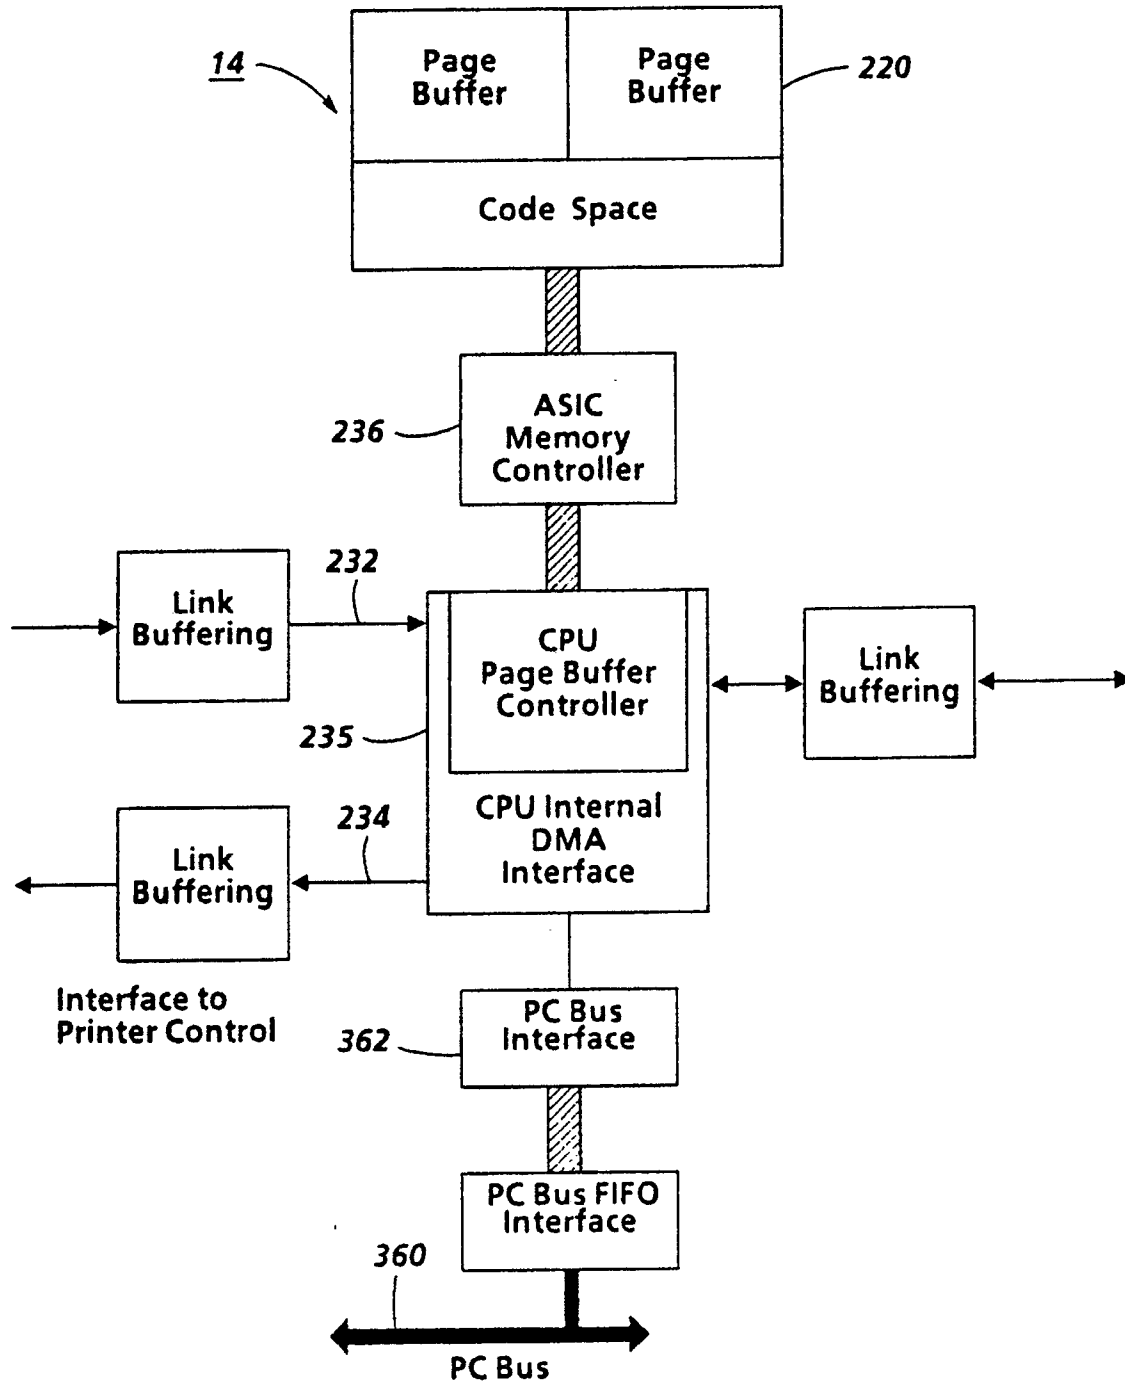 14
Page
Buffer
Page
Buffer
220
Code Space
236
ASIC
Memory
Controller
232
Link
Buffering
CPU
Page Buffer
Controller
Link
Buffering
235
234
CPU Internal
DMA
Interface
Link
Buffering
Interface to
Printer Control
362
PC Bus
Interface
PC Bus FIFO
Interface
360
PC Bus